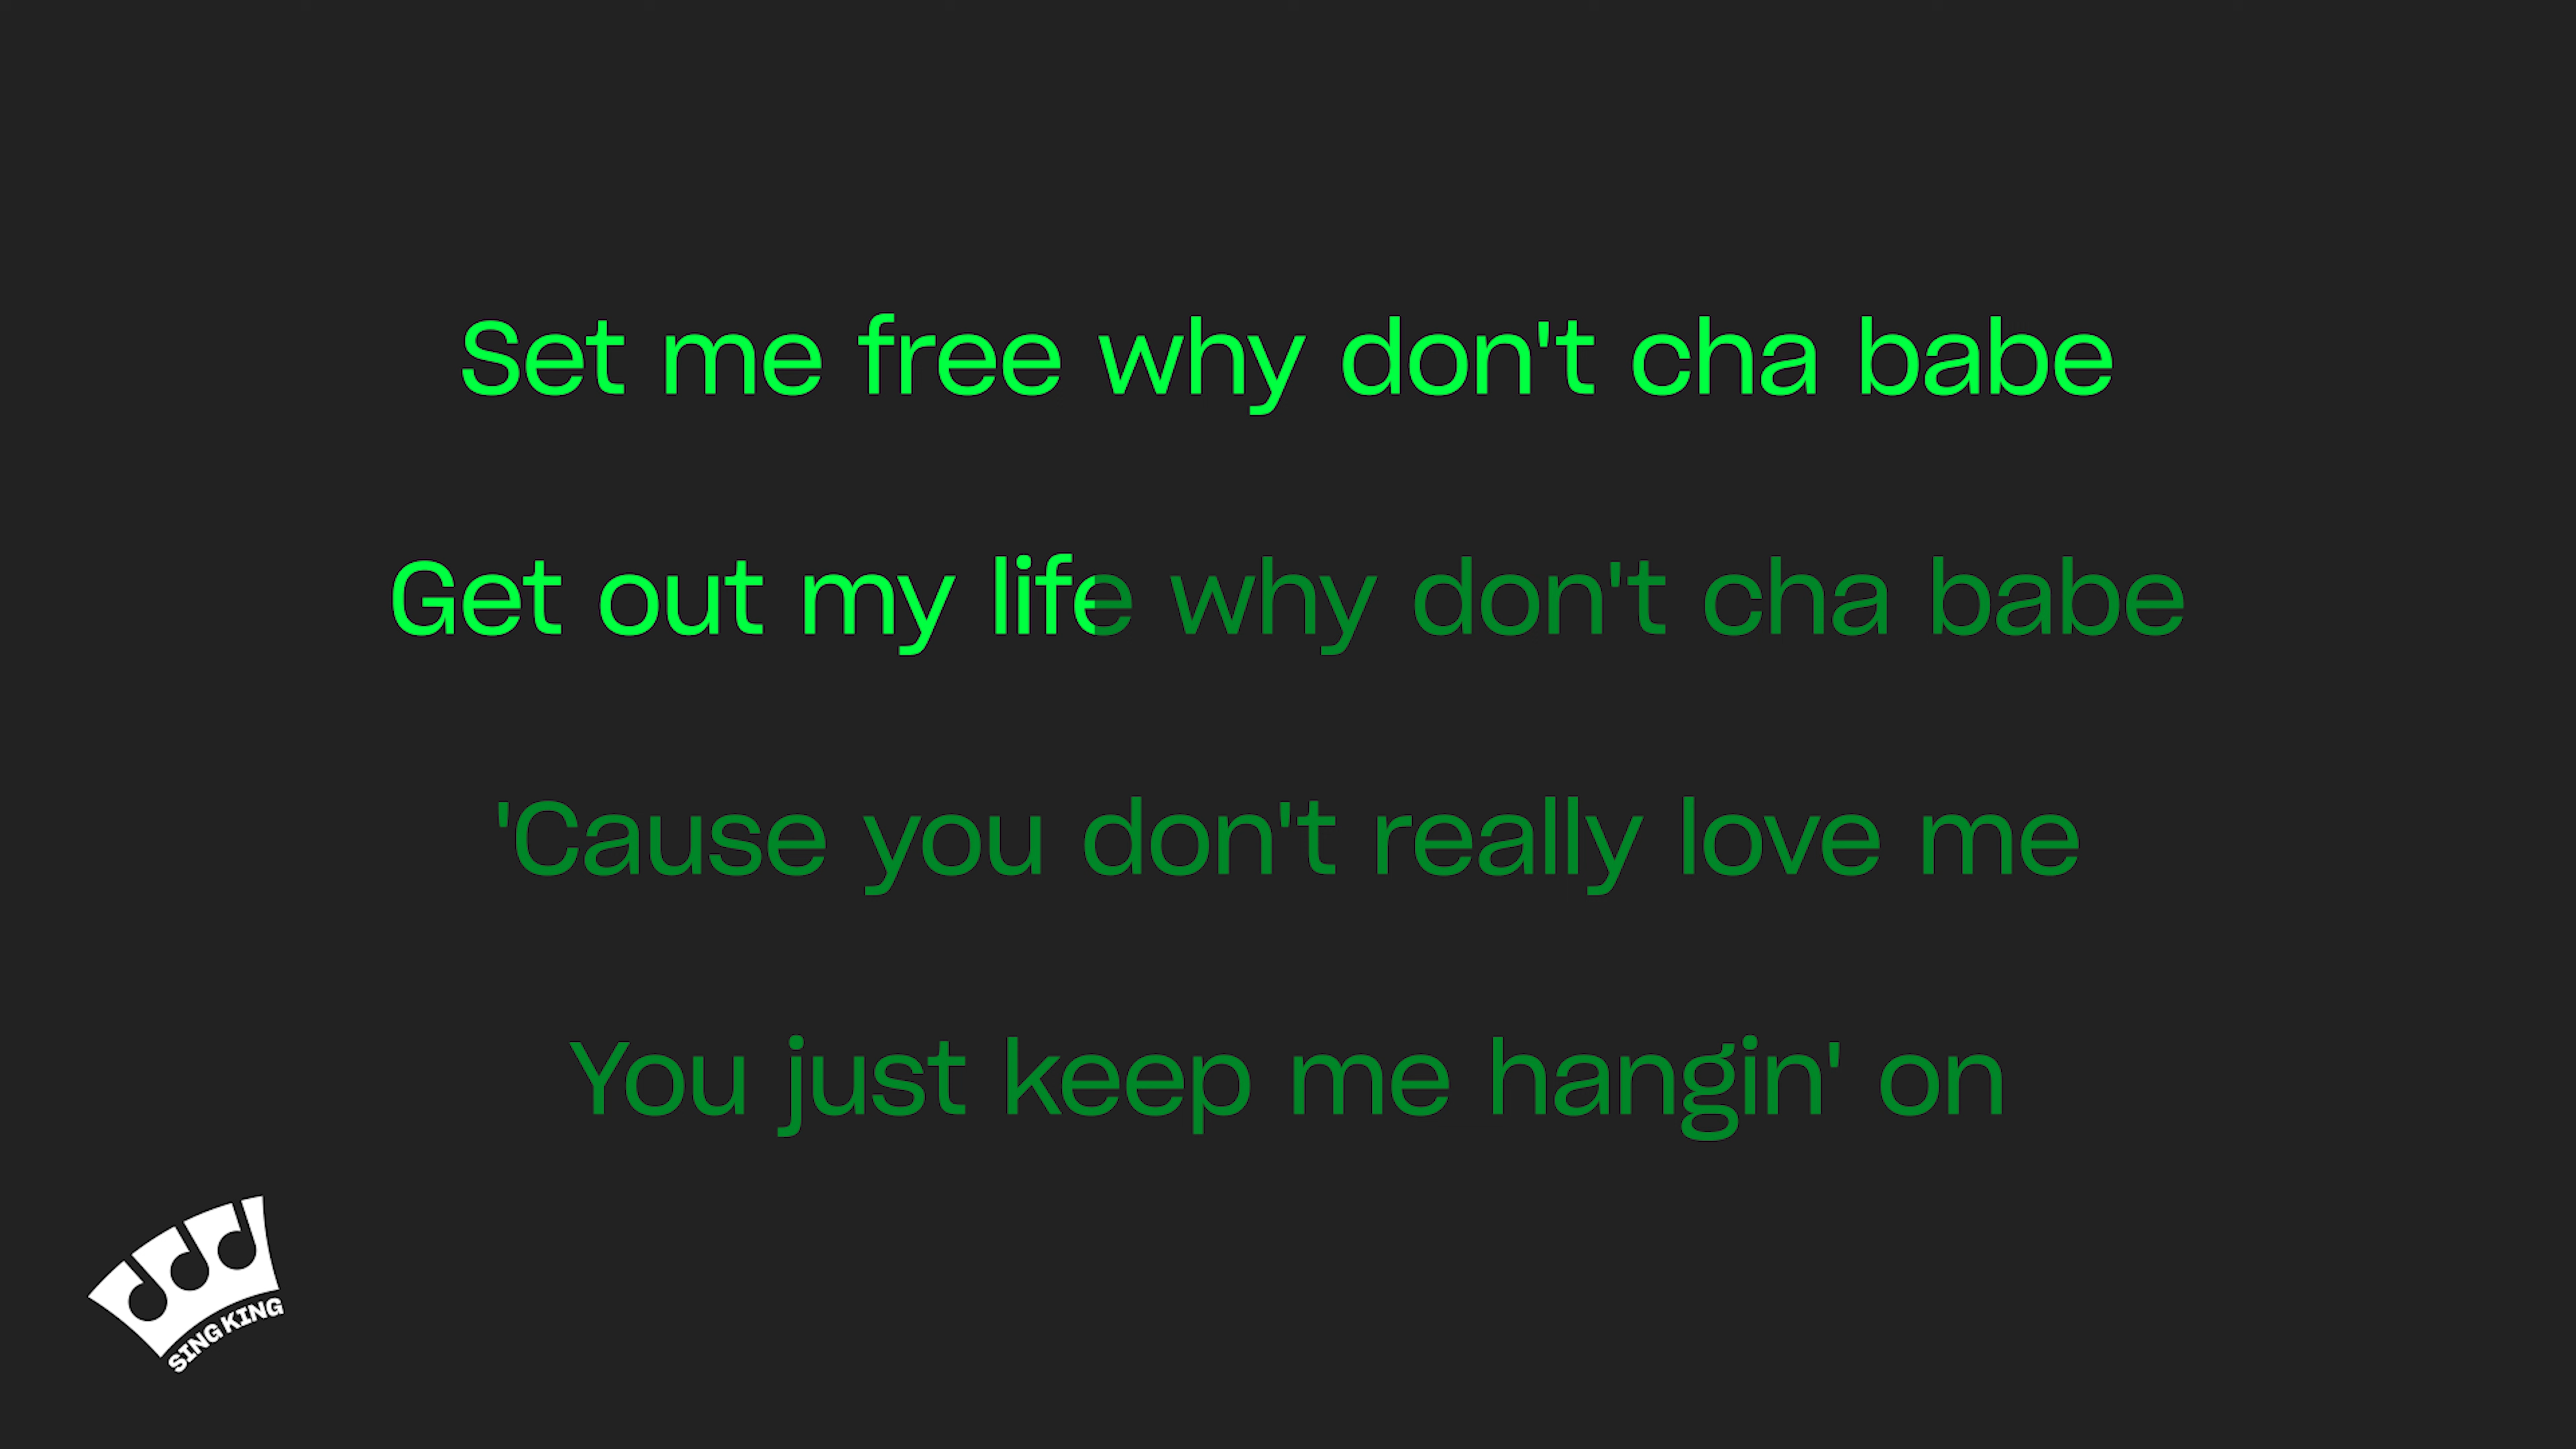 Set me free why don't cha babe
Get out my life why don't cha babe
'Cause you don't really love me
You just keep me hangin' on
SING KING